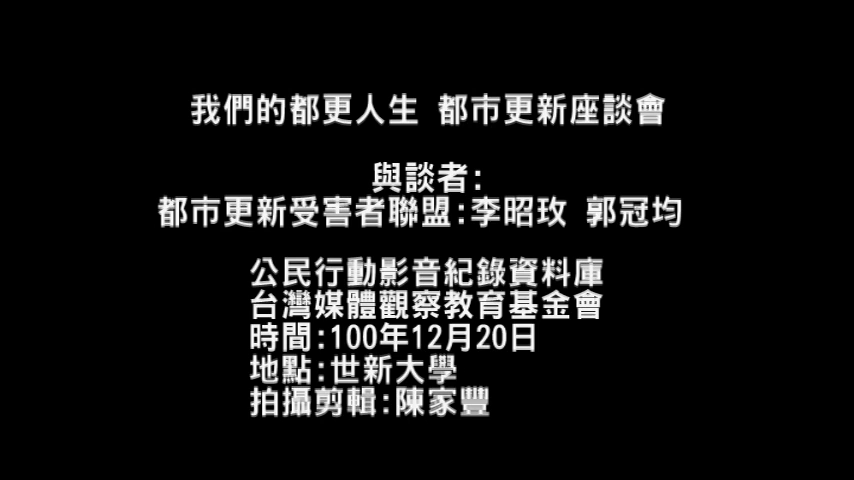 我們的都更人生 都市更新座談會
與談者:
都市更新受害者聯盟:李昭玫 郭冠均
公民行動影音紀錄資料庫
台灣媒體觀察教育基金會
時間:100年12月20日
地點:世新大學
拍攝剪輯:陳家豐